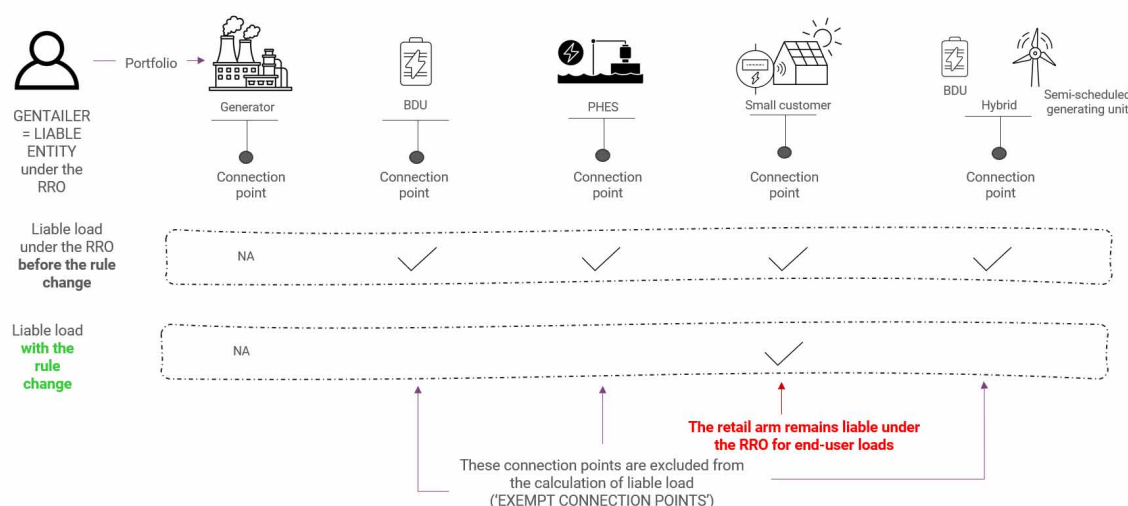 Portfolio
GENTAILER
= LIABLE
ENTITY
under the
RRO
Generator
BDU
PHES
Small customer
BDU
Hybrid
Semi-scheduled
generating unit
Connection
point
Connection
point
Connection
point
Connection
point
Connection
point
Liable load
under the RRO
before the rule
change
NA
Liable load
with the
rule
change
NA
The retail arm remains liable under
the RRO for end-user loads
These connection points are excluded from
the calculation of liable load
(‘EXEMPT CONNECTION POINTS’)